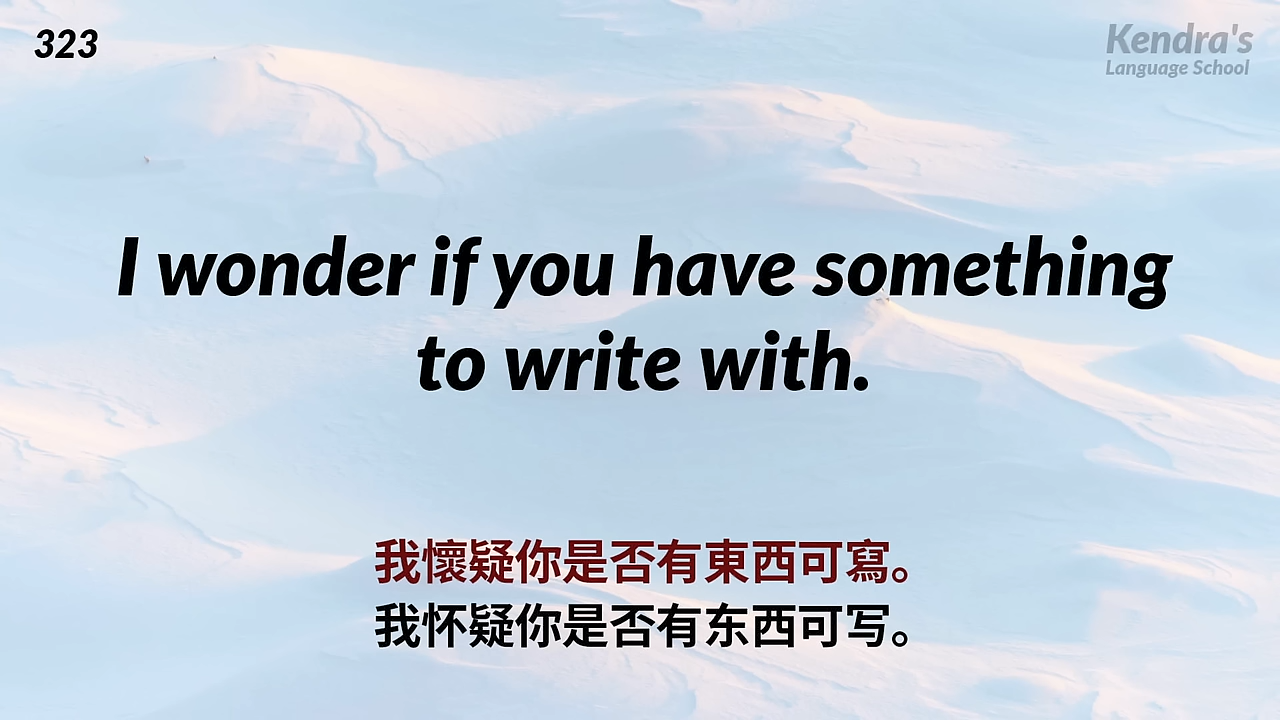 323
Kendra's
Language School
I wonder if you have something
to write with.
我懷疑你是否有東西可寫。
我怀疑你是否有东西可写。